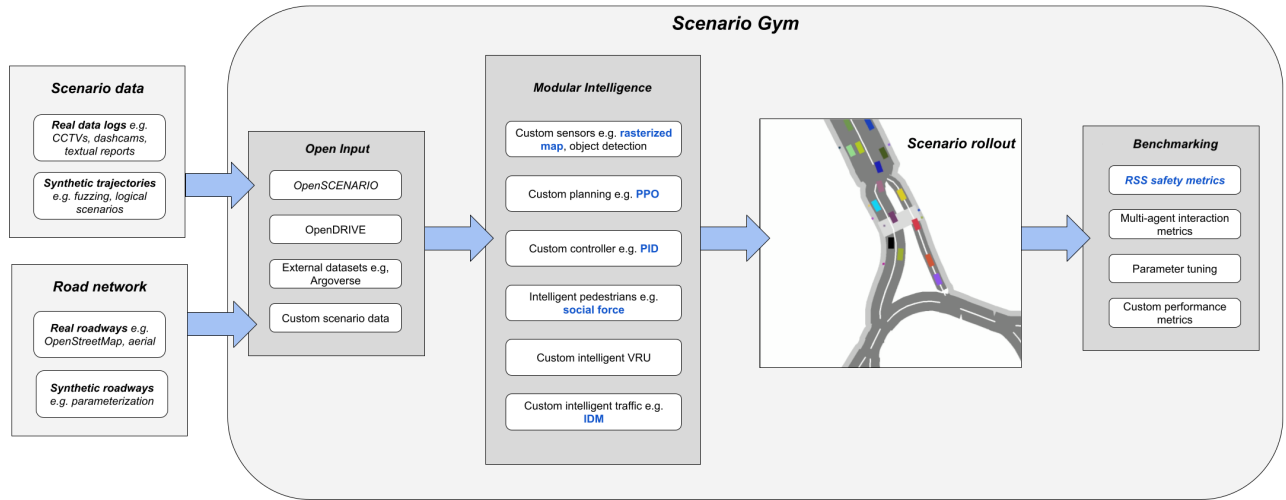 Scenario Gym
Scenario data
Real data logs e.g.
CCTVs, dashcams,
textual reports
Synthetic trajectories
e.g. fuzzing, logical
scenarios
Road network
Real roadways e.g.
OpenStreetMap, aerial
Synthetic roadways
e.g. parameterization
Open Input
OpenSCENARIO
OpenDRIVE
External datasets e.g,
Argoverse
Custom scenario data
Modular Intelligence
Custom sensors e.g. rasterized
map, object detection
Custom planning e.g. PPO
Custom controller e.g. PID
Intelligent pedestrians e.g.
social force
Custom intelligent VRU
Custom intelligent traffic e.g.
IDM
Scenario rollout
Benchmarking
RSS safety metrics
Multi-agent interaction
metrics
Parameter tuning
Custom performance
metrics